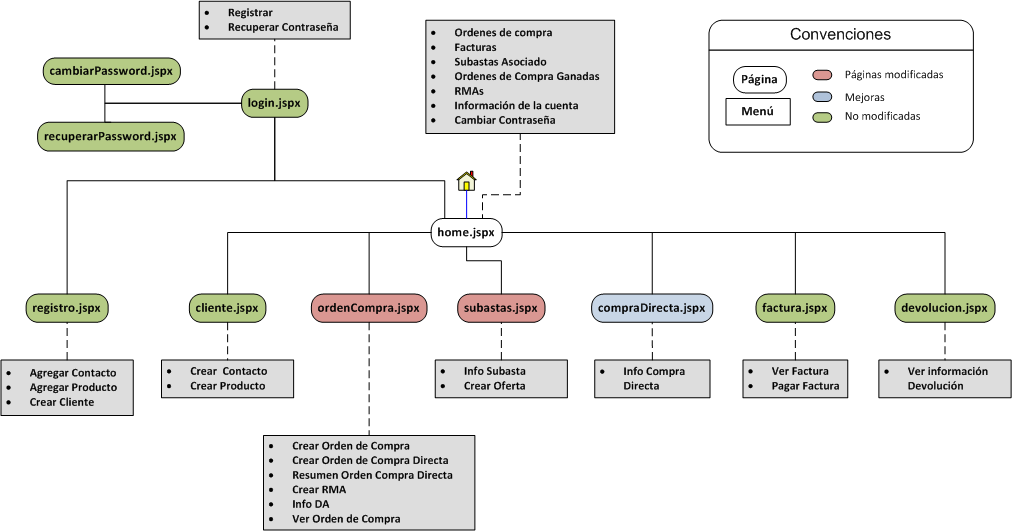 • Registrar
• Recuperar Contraseña
• Ordenes de compra
• Facturas
• Subastas Asociado
• Ordenes de Compra Ganadas
• RMAs
• Información de la cuenta
• Cambiar Contraseña
Convenciones
Página
Menú
Páginas modificadas
Mejoras
No modificadas
cambiarPassword.jspx
login.jspx
recuperarPassword.jspx
home.jspx
registro.jspx
cliente.jspx
ordenCompra.jspx
subastas.jspx
compraDirecta.jspx
factura.jspx
devolucion.jspx
• Agregar Contacto
• Agregar Producto
• Crear Cliente
• Crear Contacto
• Crear Producto
• Info Subasta
• Crear Oferta
• Info Compra
Directa
• Ver Factura
• Pagar Factura
• Ver información
Devolución
• Crear Orden de Compra
• Crear Orden de Compra Directa
• Resumen Orden Compra Directa
• Crear RMA
• Info DA
• Ver Orden de Compra